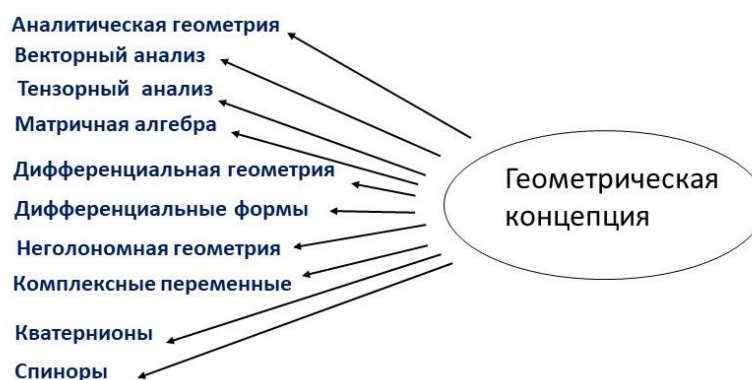 Аналитическая геометрия
Векторный анализ
Тензорный анализ
Матричная алгебра
Дифференциальная геометрия
Дифференциальные формы
Неголономная геометрия
Комплексные переменные
Кватернионы
Спиноры
Геометрическая
концепция